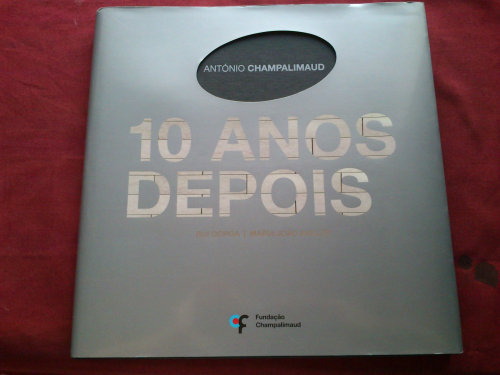 ANTÓNIO CHAMPALIMAUD
10 ANOS
DEPOIS
Fundação
Champalimaud